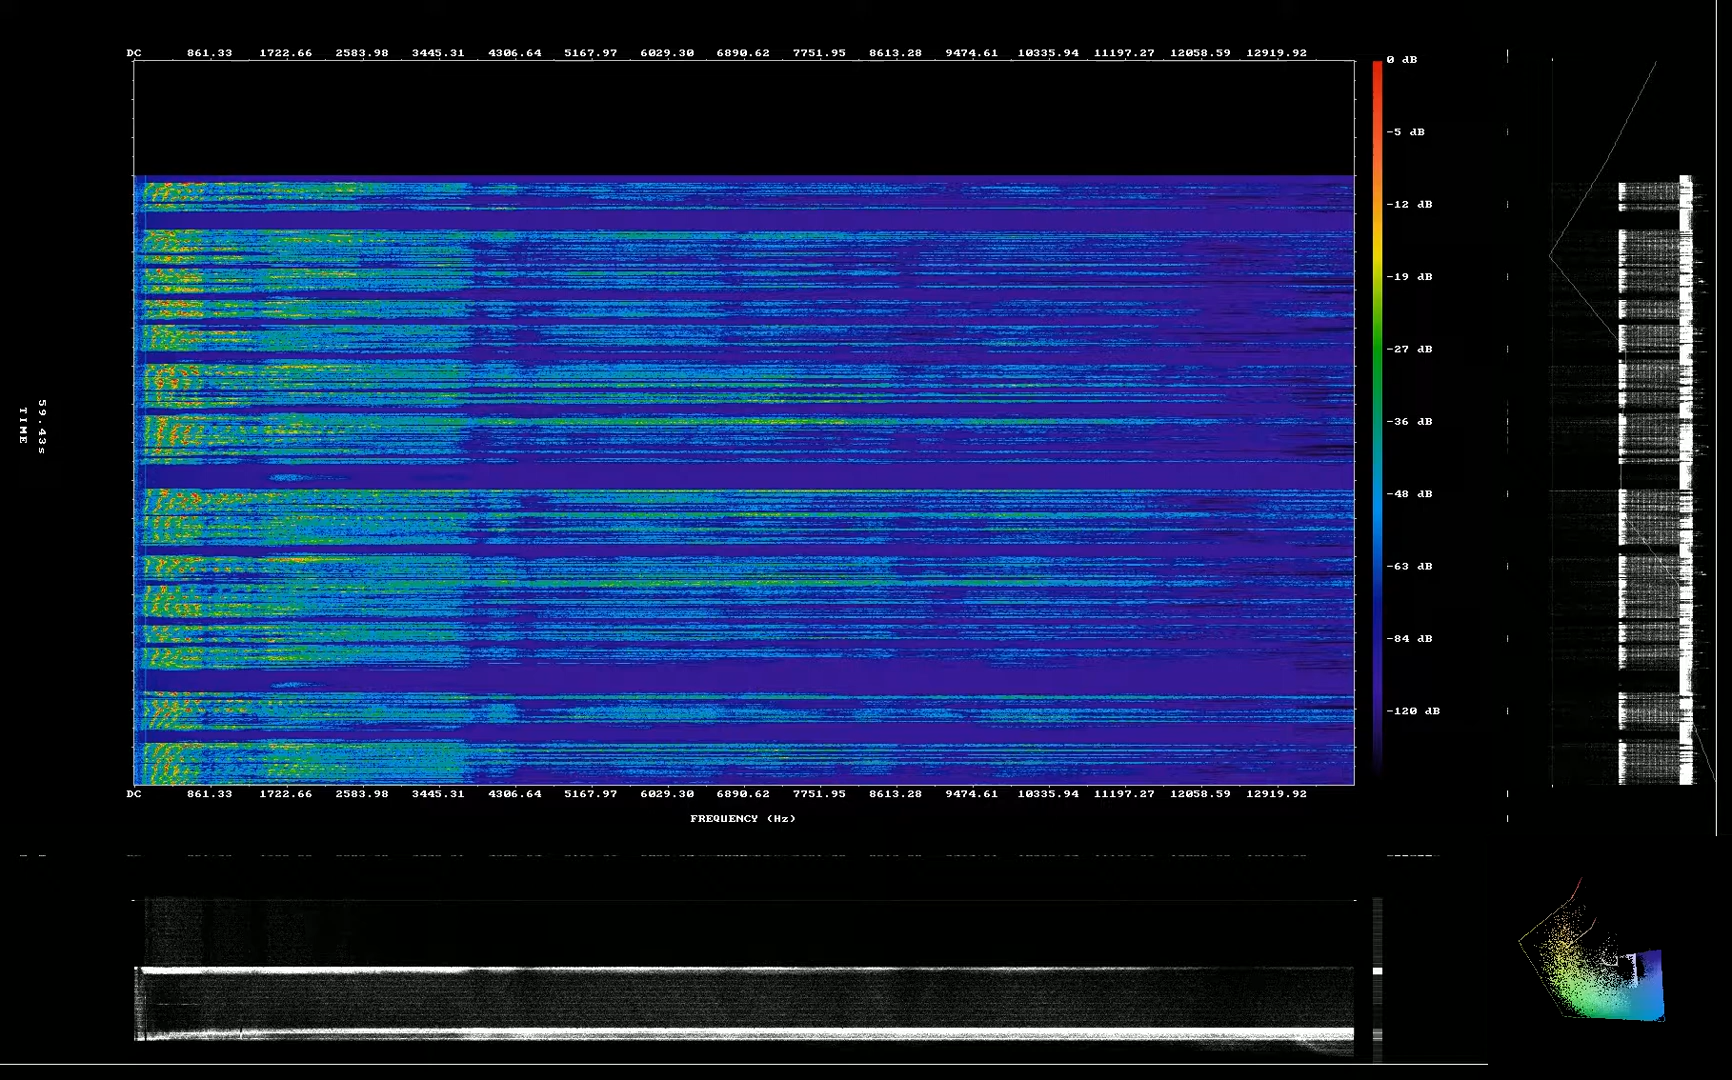 DC 861.33 1722.66 2583.98 3445.31 4306.64 5167.97 6029.30 6890.62 7751.95 8613.28 9474.61 10335.94 11197.27 12058.59 12919.92
0 dB
-5 dB
-12 dB
-19 dB
-27 dB
-36 dB
-48 dB
-63 dB
-84 dB
-120 dB
TIME
59.43s
DC 861.33 1722.66 2583.98 3445.31 4306.64 5167.97 6029.30 6890.62 7751.95 8613.28 9474.61 10335.94 11197.27 12058.59 12919.92
FREQUENCY (Hz)